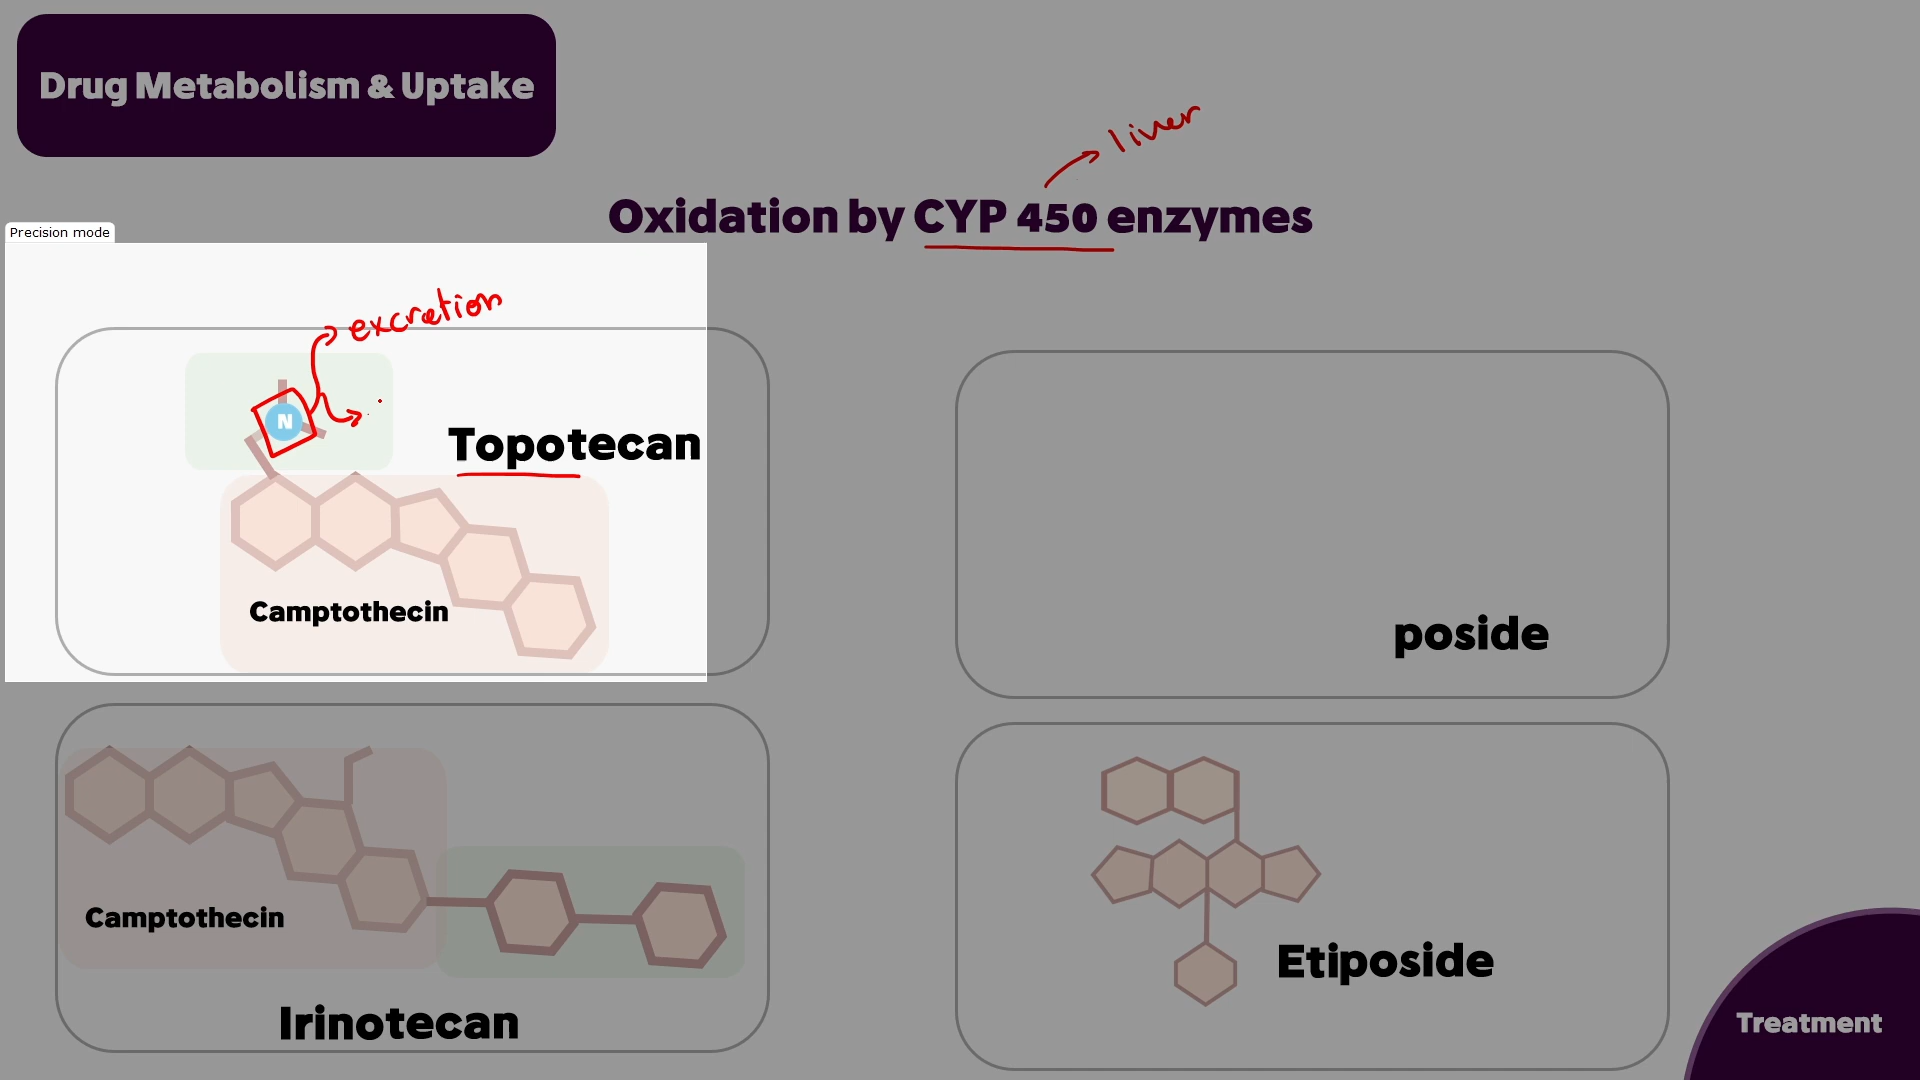 Drug Metabolism & Uptake
liver
Oxidation by CYP 450 enzymes
Precision mode
excretion
N
Topotecan
Camptothecin
poside
Camptothecin
Irinotecan
Etiposide
Treatment